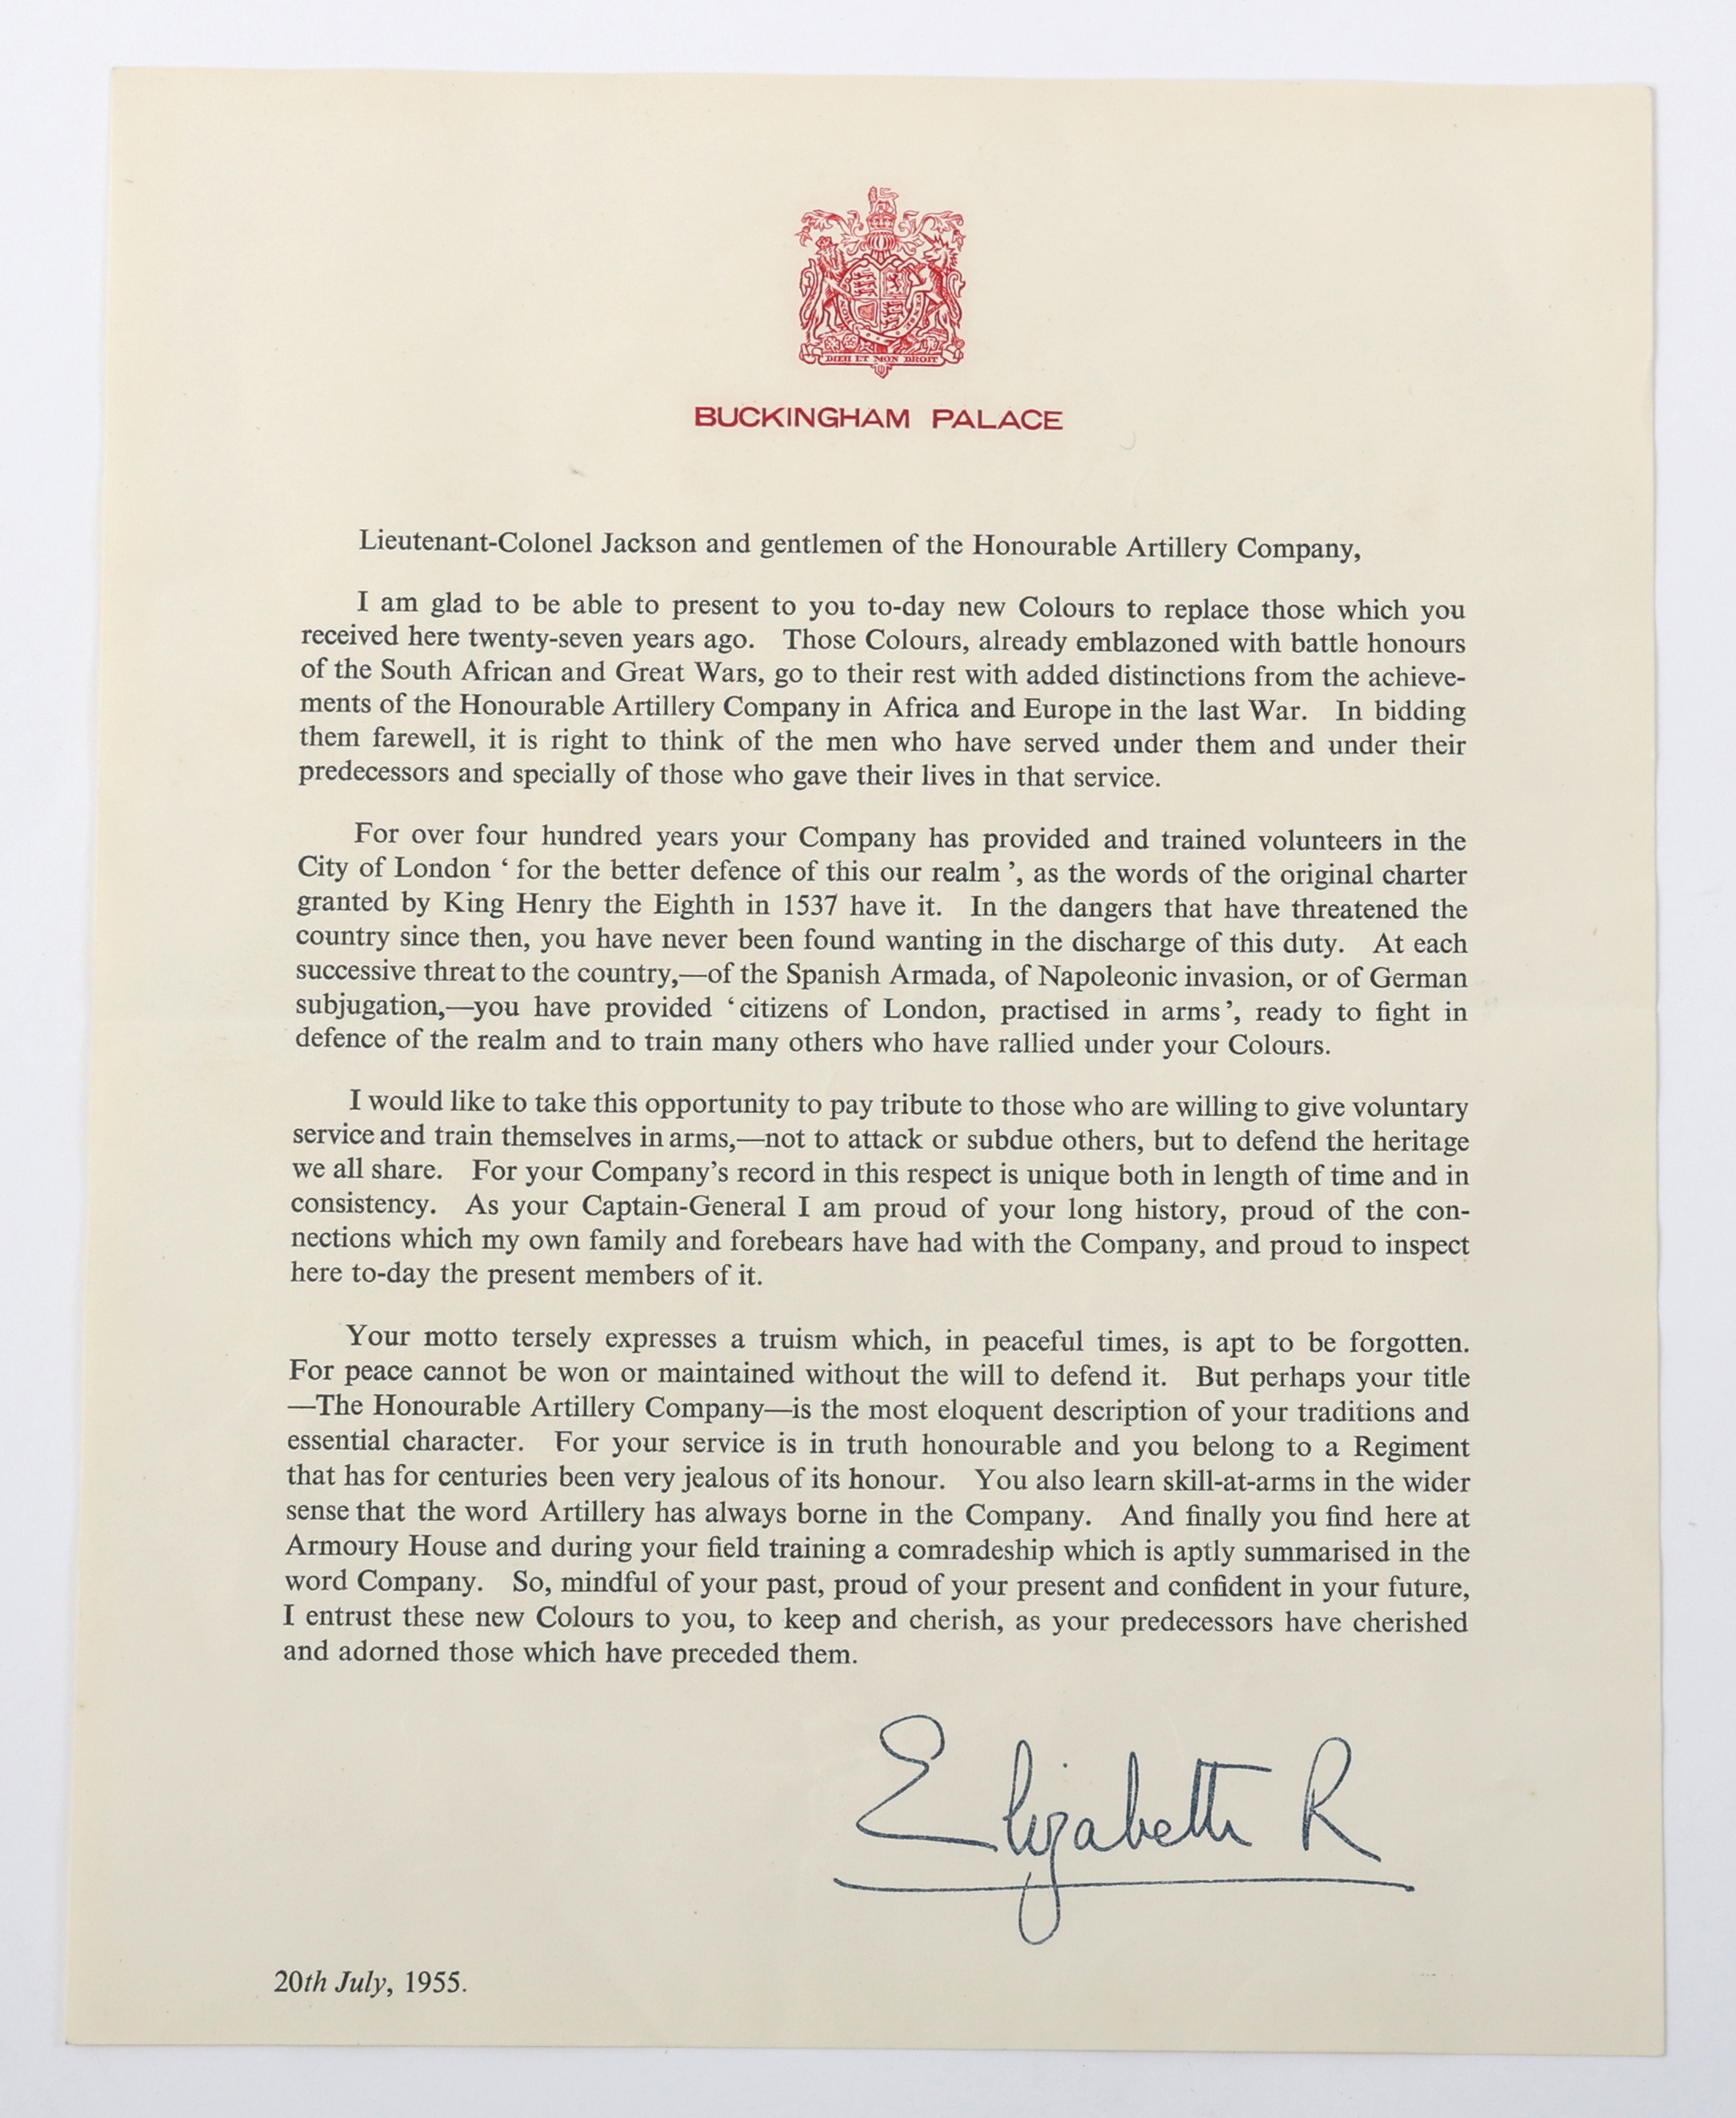 DIEU ET MON DROIT
BUCKINGHAM PALACE
Lieutenant-Colonel Jackson and gentlemen of the Honourable Artillery Company,
I am glad to be able to present to you to-day new Colours to replace those which you
received here twenty-seven years ago. Those Colours, already emblazoned with battle honours
of the South African and Great Wars, go to their rest with added distinctions from the achieve-
ments of the Honourable Artillery Company in Africa and Europe in the last War. In bidding
them farewell, it is right to think of the men who have served under them and under their
predecessors and specially of those who gave their lives in that service.
For over four hundred years your Company has provided and trained volunteers in the
City of London ‘ for the better defence of this our realm ’, as the words of the original charter
granted by King Henry the Eighth in 1537 have it. In the dangers that have threatened the
country since then, you have never been found wanting in the discharge of this duty. At each
successive threat to the country,—of the Spanish Armada, of Napoleonic invasion, or of German
subjugation,—you have provided ‘ citizens of London, practised in arms ’, ready to fight in
defence of the realm and to train many others who have rallied under your Colours.
I would like to take this opportunity to pay tribute to those who are willing to give voluntary
service and train themselves in arms,—not to attack or subdue others, but to defend the heritage
we all share. For your Company’s record in this respect is unique both in length of time and in
consistency. As your Captain-General I am proud of your long history, proud of the con-
nections which my own family and forebears have had with the Company, and proud to inspect
here to-day the present members of it.
Your motto tersely expresses a truism which, in peaceful times, is apt to be forgotten.
For peace cannot be won or maintained without the will to defend it. But perhaps your title
—The Honourable Artillery Company—is the most eloquent description of your traditions and
essential character. For your service is in truth honourable and you belong to a Regiment
that has for centuries been very jealous of its honour. You also learn skill-at-arms in the wider
sense that the word Artillery has always borne in the Company. And finally you find here at
Armoury House and during your field training a comradeship which is aptly summarised in the
word Company. So, mindful of your past, proud of your present and confident in your future,
I entrust these new Colours to you, to keep and cherish, as your predecessors have cherished
and adorned those which have preceded them.
Elizabeth R
20th July, 1955.